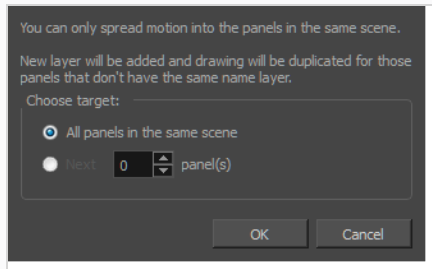 You can only spread motion into the panels in the same scene.
New layer will be added and drawing will be duplicated for those
panels that don't have the same name layer.
Choose target:
All panels in the same scene
Next 0 panel(s)
OK Cancel